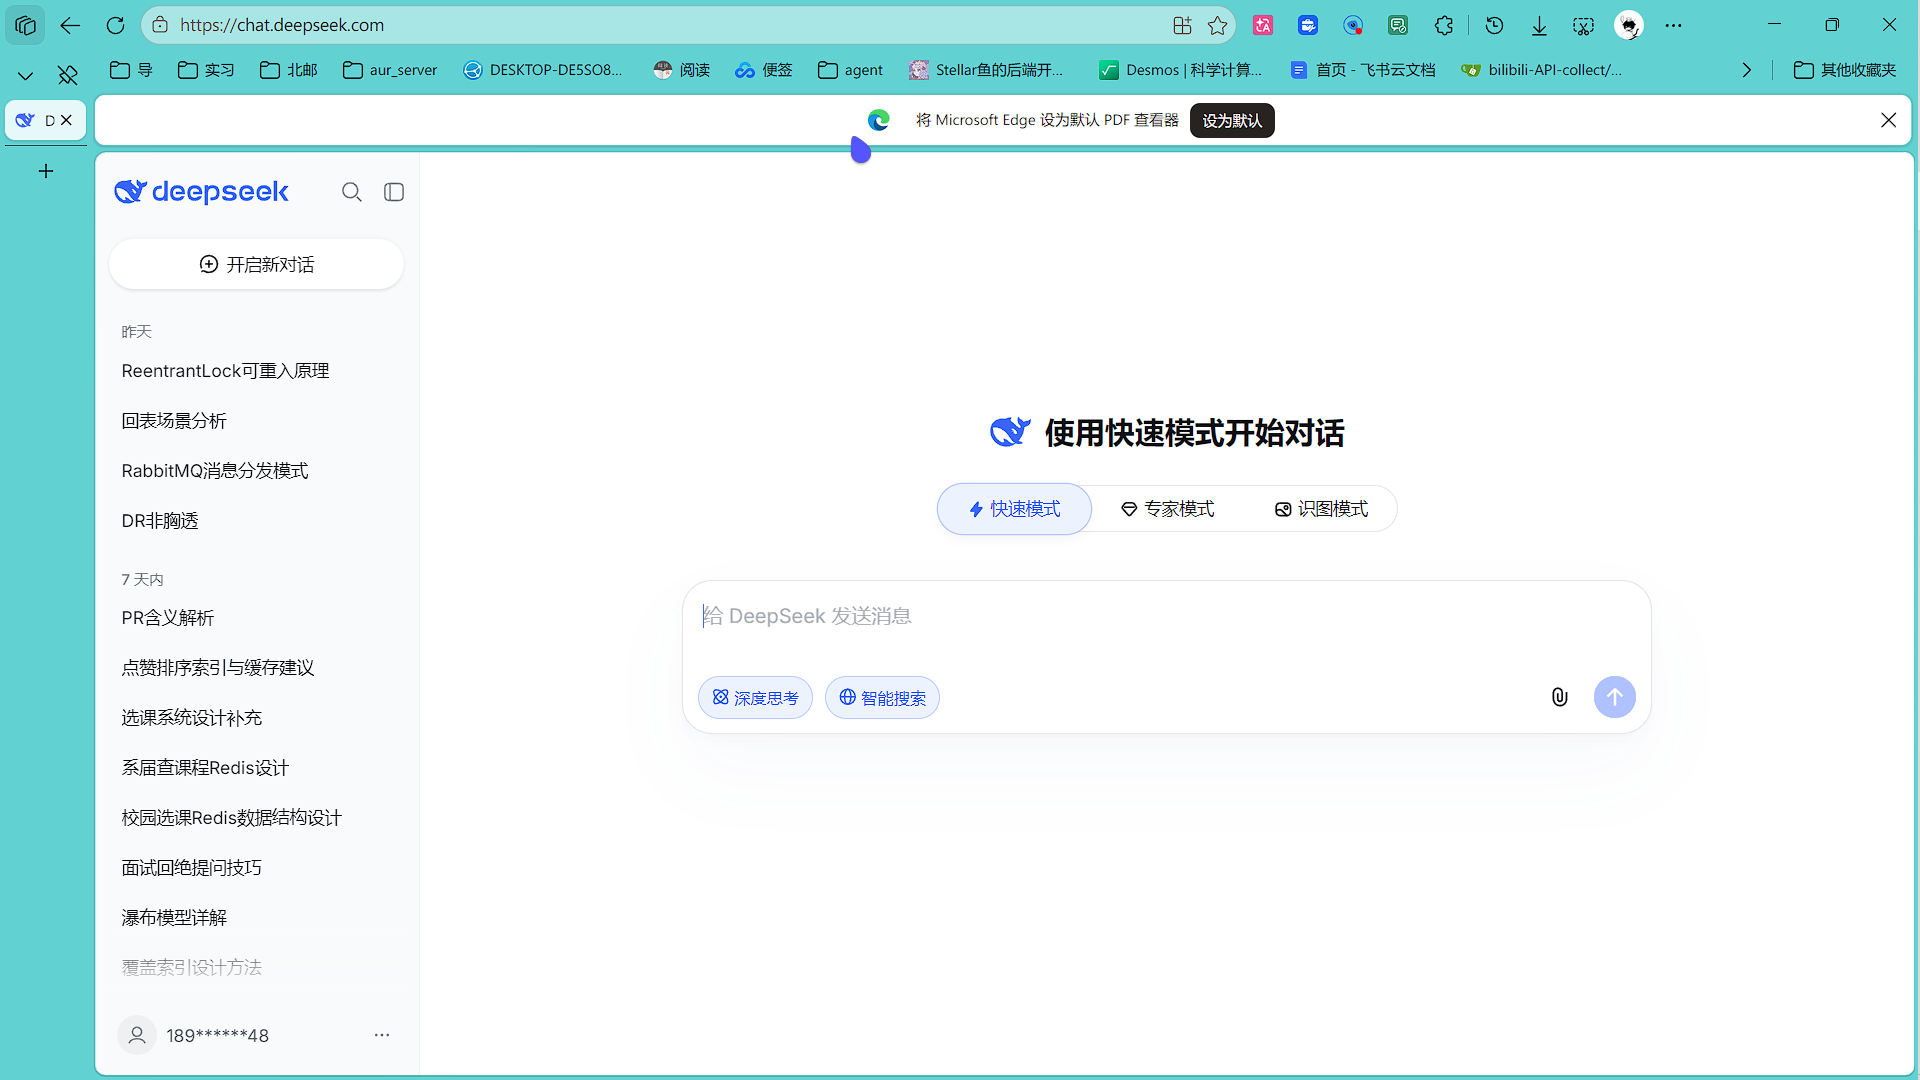 https://chat.deepseek.com
导
实习
北邮
aur_server
DESKTOP-DE5SO8...
阅读
便签
agent
Stellar鱼的后端开...
Desmos | 科学计算...
首页 - 飞书云文档
bilibili-API-collect/...
其他收藏夹
D
将 Microsoft Edge 设为默认 PDF 查看器
设为默认
deepseek
开启新对话
昨天
ReentrantLock可重入原理
回表场景分析
RabbitMQ消息分发模式
DR非胸透
7 天内
PR含义解析
点赞排序索引与缓存建议
选课系统设计补充
系届查课程Redis设计
校园选课Redis数据结构设计
面试回绝提问技巧
瀑布模型详解
覆盖索引设计方法
189******48
使用快速模式开始对话
快速模式
专家模式
识图模式
给 DeepSeek 发送消息
深度思考
智能搜索